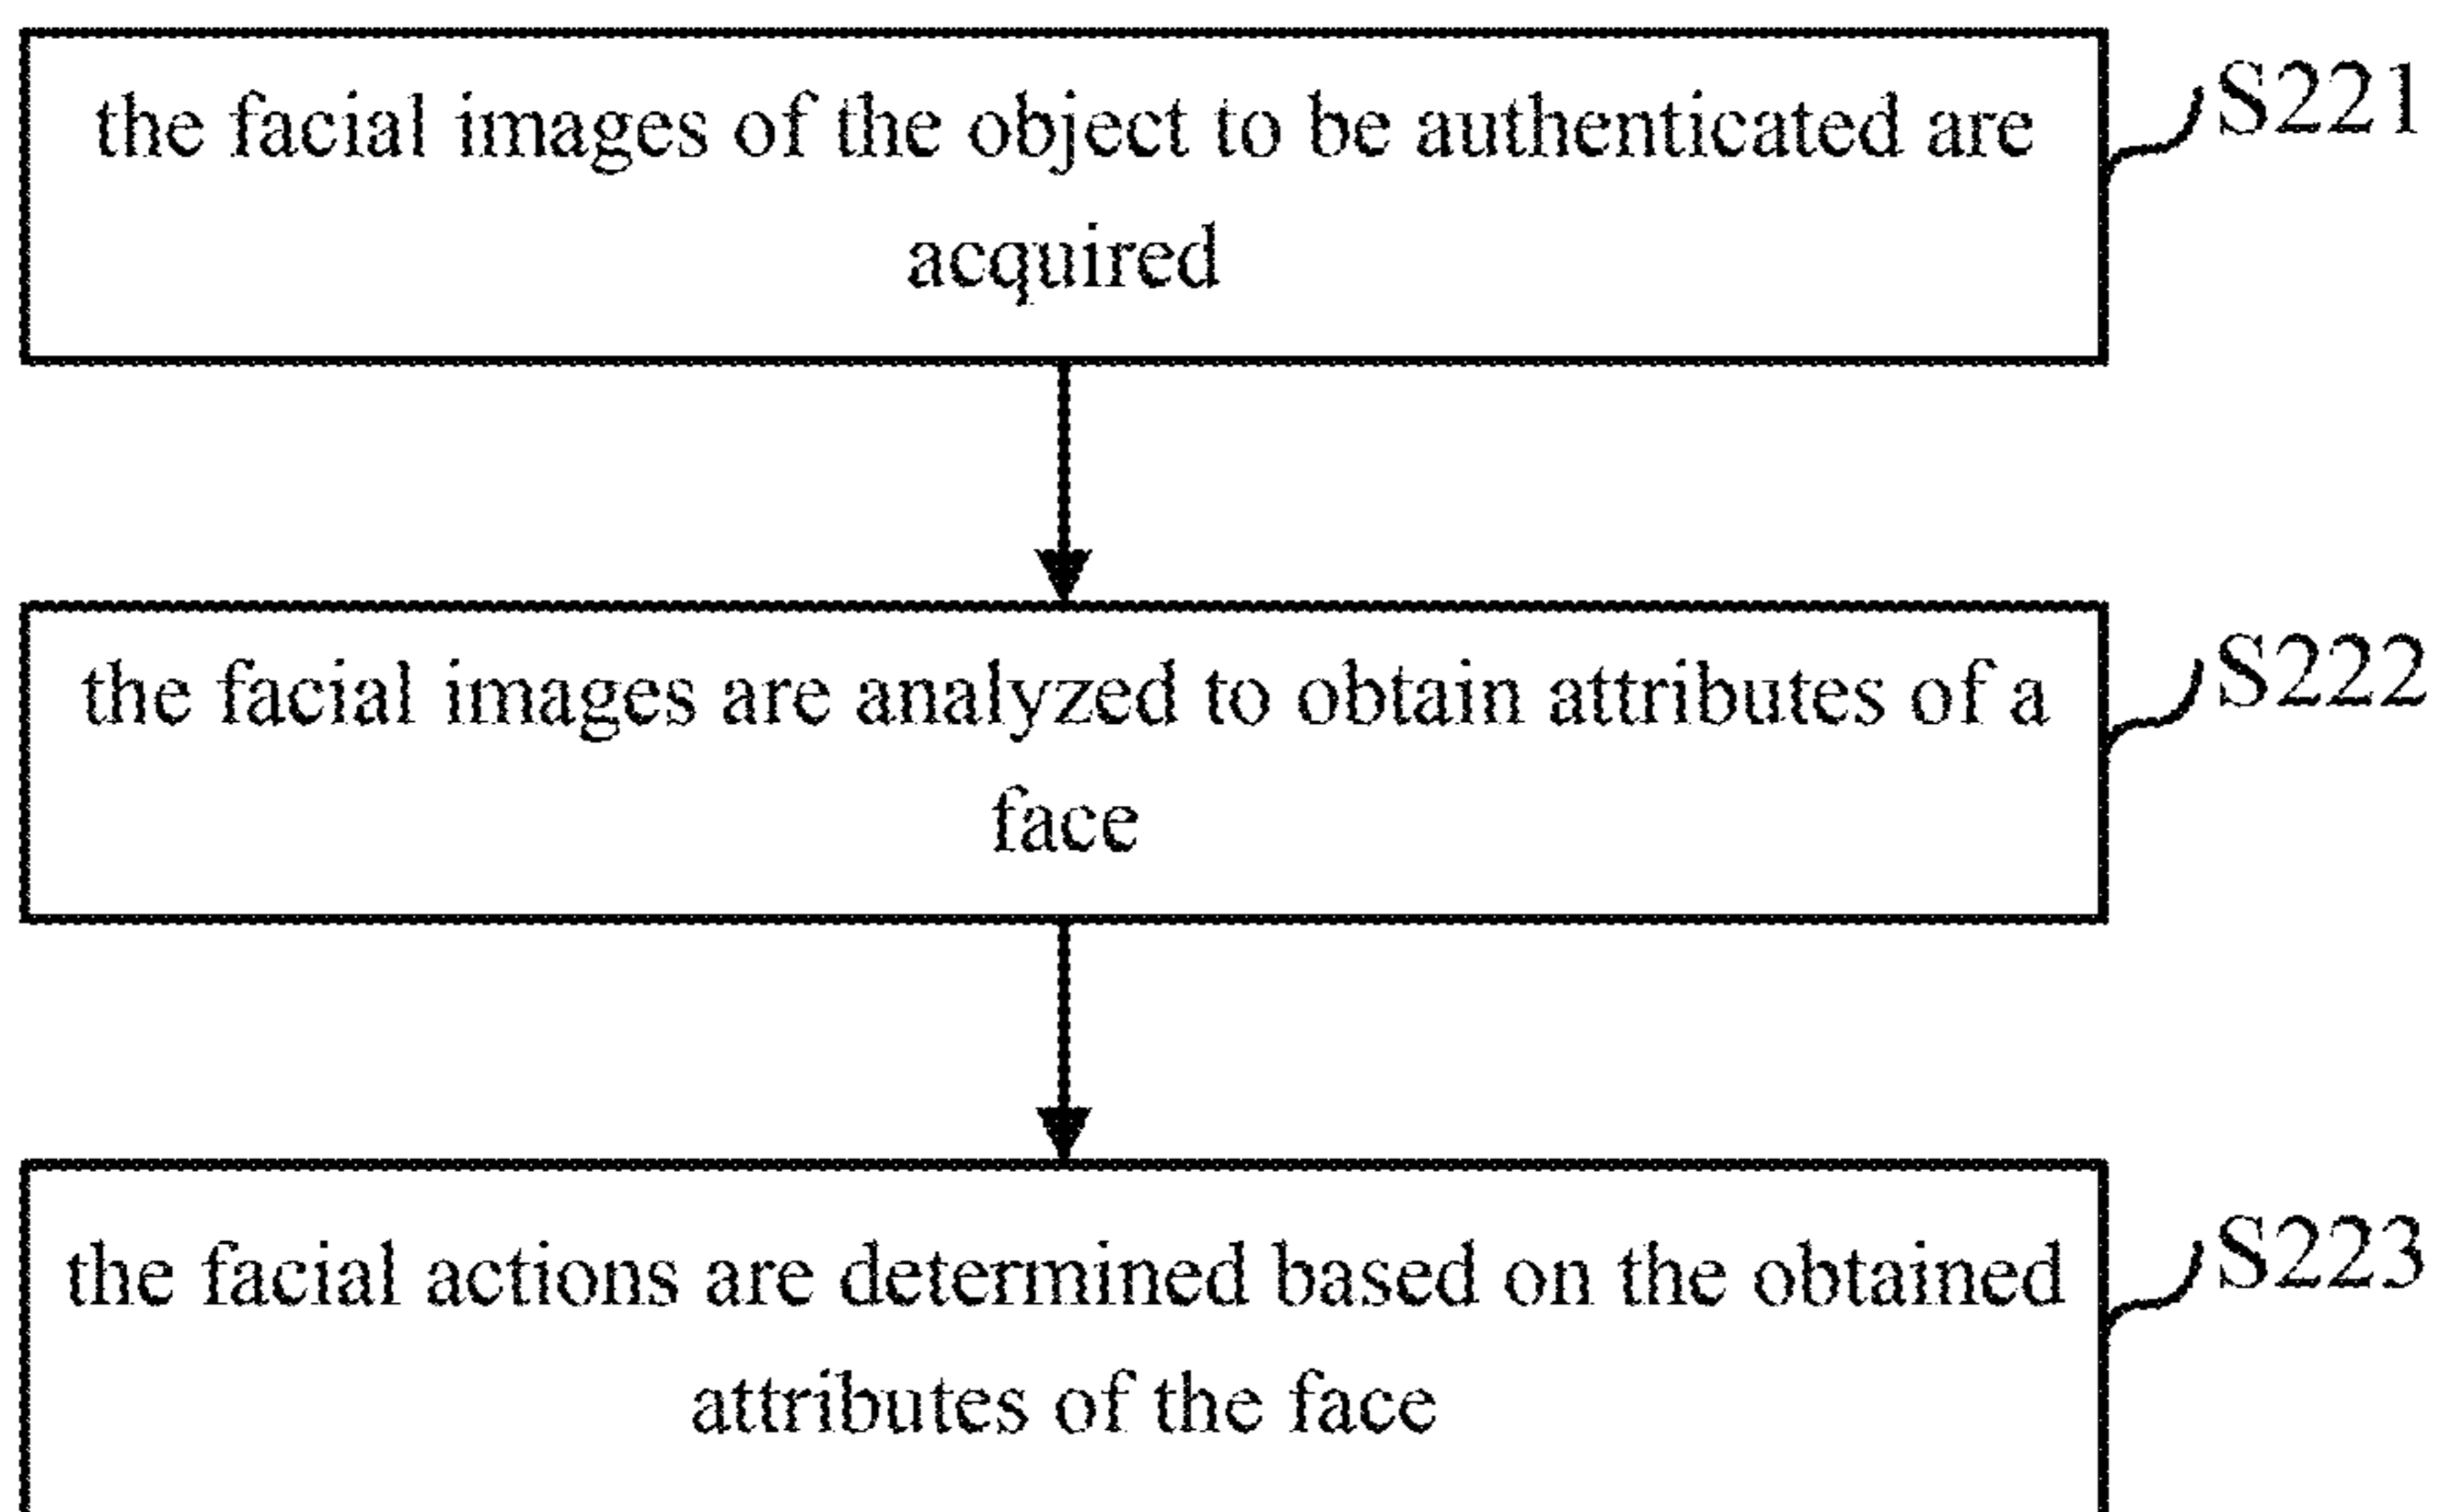 the facial images of the object to be authenticated are
acquired
S221
the facial images are analyzed to obtain attributes of a
face
S222
the facial actions are determined based on the obtained
attributes of the face
S223